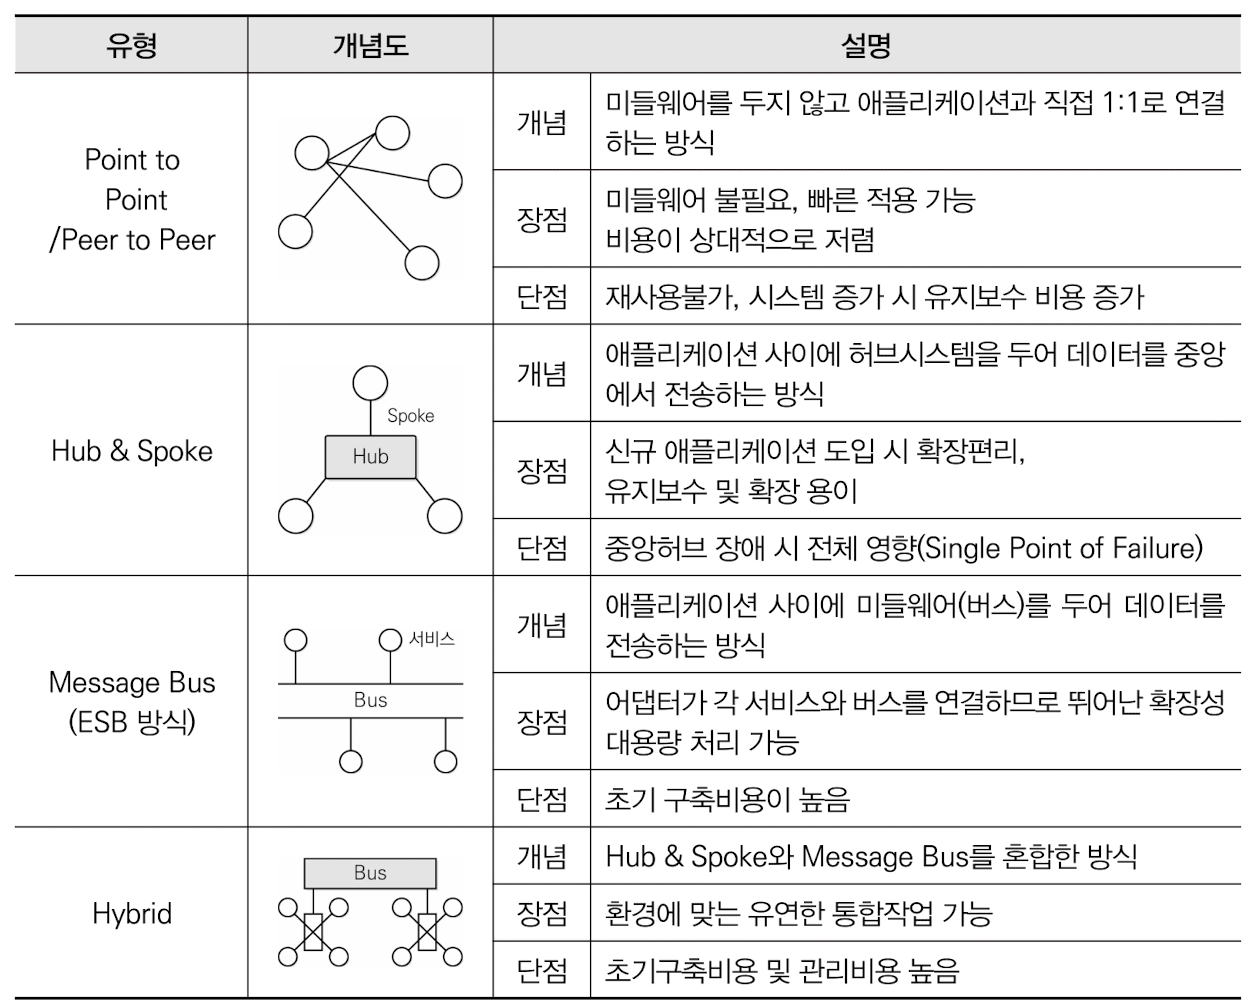 유형
개념도
설명
Point to
Point
/Peer to Peer
개념
미들웨어를 두지 않고 애플리케이션과 직접 1:1로 연결
하는 방식
장점
미들웨어 불필요, 빠른 적용 가능
비용이 상대적으로 저렴
단점
재사용불가, 시스템 증가 시 유지보수 비용 증가
Hub & Spoke
Spoke
Hub
개념
애플리케이션 사이에 허브시스템을 두어 데이터를 중앙
에서 전송하는 방식
장점
신규 애플리케이션 도입 시 확장편리,
유지보수 및 확장 용이
단점
중앙허브 장애 시 전체 영향(Single Point of Failure)
Message Bus
(ESB 방식)
서비스
Bus
개념
애플리케이션 사이에 미들웨어(버스)를 두어 데이터를
전송하는 방식
장점
어댑터가 각 서비스와 버스를 연결하므로 뛰어난 확장성
대용량 처리 가능
단점
초기 구축비용이 높음
Hybrid
Bus
개념
Hub & Spoke와 Message Bus를 혼합한 방식
장점
환경에 맞는 유연한 통합작업 가능
단점
초기구축비용 및 관리비용 높음